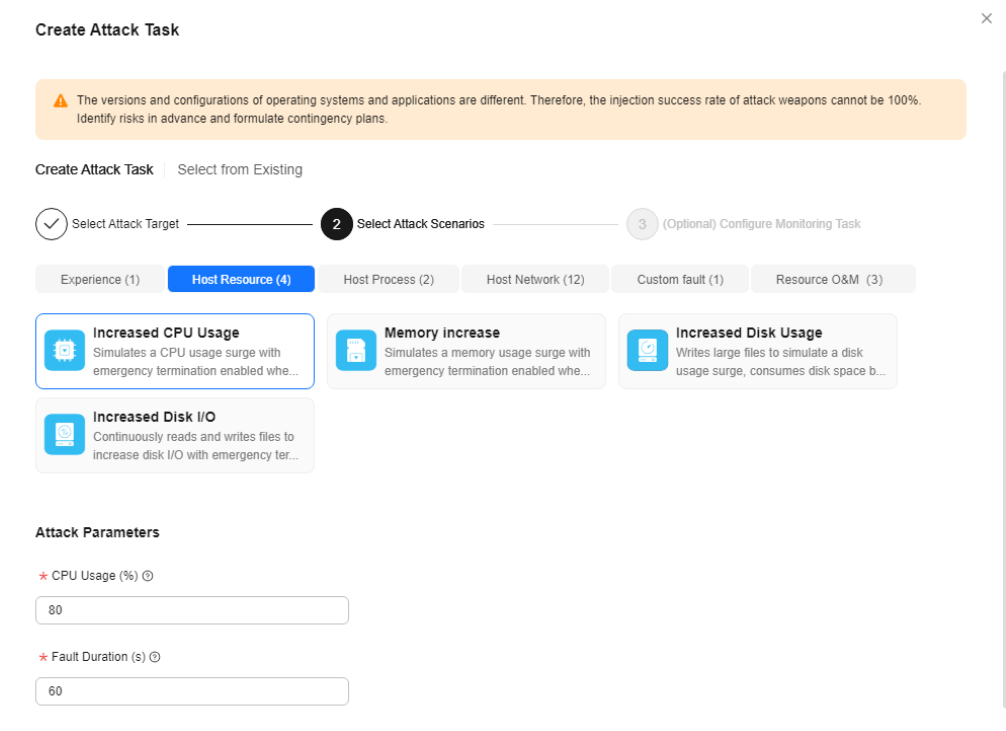 Create Attack Task
The versions and configurations of operating systems and applications are different. Therefore, the injection success rate of attack weapons cannot be 100%.
Identify risks in advance and formulate contingency plans.
Create Attack Task Select from Existing
Select Attack Target 2 Select Attack Scenarios 3 (Optional) Configure Monitoring Task
Experience (1) Host Resource (4) Host Process (2) Host Network (12) Custom fault (1) Resource O&M (3)
Increased CPU Usage
Simulates a CPU usage surge with
emergency termination enabled whe...
Memory increase
Simulates a memory usage surge with
emergency termination enabled whe...
Increased Disk Usage
Writes large files to simulate a disk
usage surge, consumes disk space b...
Increased Disk I/O
Continuously reads and writes files to
increase disk I/O with emergency ter...
Attack Parameters
* CPU Usage (%) ?
80
* Fault Duration (s) ?
60